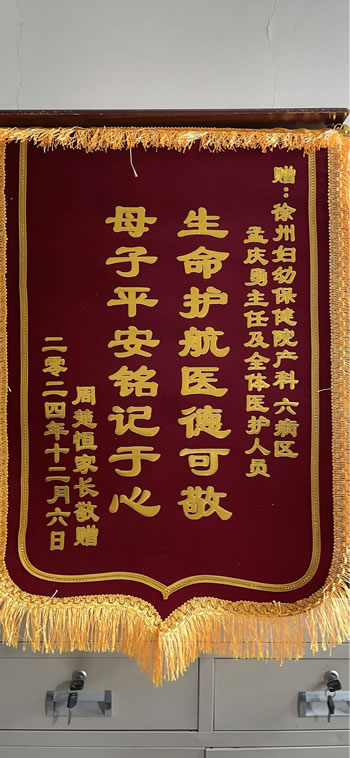 赠：徐州妇幼保健院产科六病区
孟庆勇主任及全体医护人员
生命护航医德可敬
母子平安铭记于心
周恒家长敬赠
二零二四年十二月六日